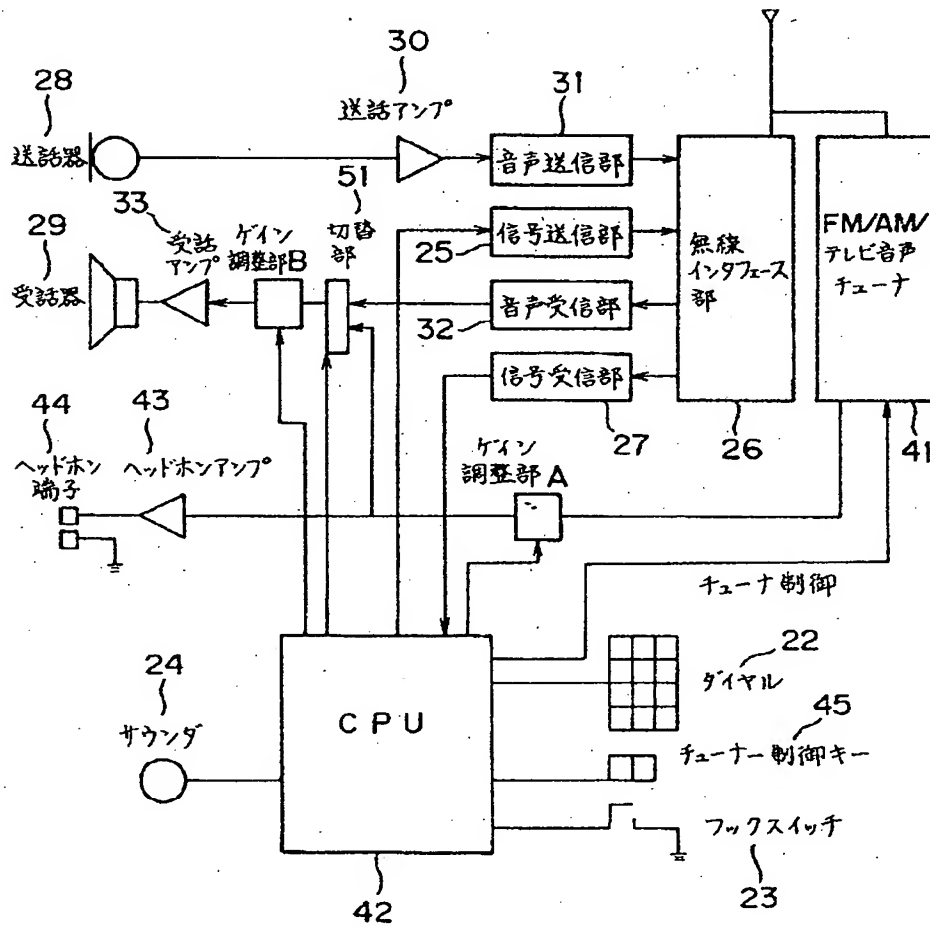 30
28
送話アンプ
31
送話器
音声送信部
51
33
切替部
FM/AM/
テレビ音声
チューナ
受話
アンプ
ゲイン
調整部B
信号送信部
25
無線
インタフェース
部
29
受話器
音声受信部
32
信号受信部
44
43
27
26
41
ヘッドホン
端子
ヘッドホンアンプ
ゲイン
調整部A
チューナ制御
22
ダイヤル
24
サウンダ
CPU
45
チューナー制御キー
フックスイッチ
23
42